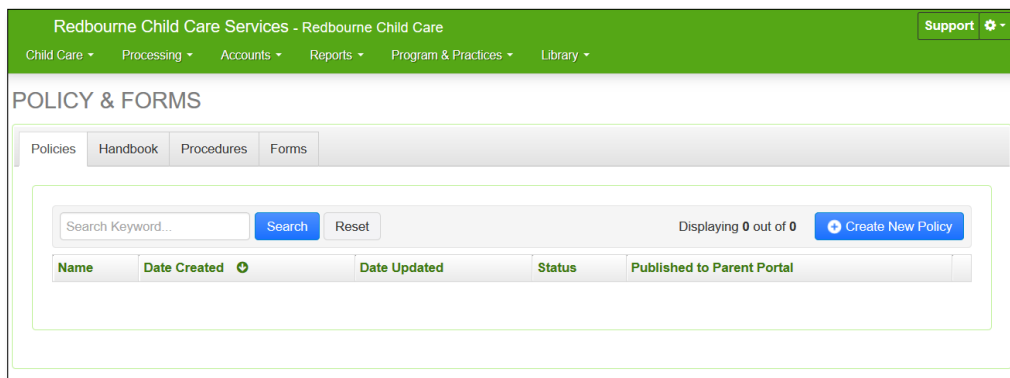 Redbourne Child Care Services - Redbourne Child Care Support
Child Care Processing Accounts Reports Program & Practices Library
POLICY & FORMS
Policies Handbook Procedures Forms
Search Keyword... Search Reset Displaying 0 out of 0 Create New Policy
Name Date Created Date Updated Status Published to Parent Portal